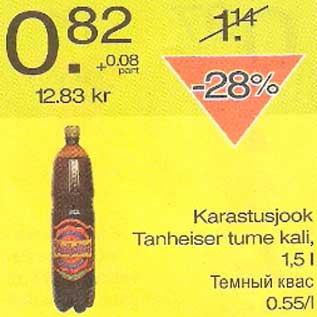 0.82
+0.08
pant
12.83 kr
1.14
-28%
Karastusjook
Tanheiser tume kali,
1,5 l
Темный квас
0.55/l